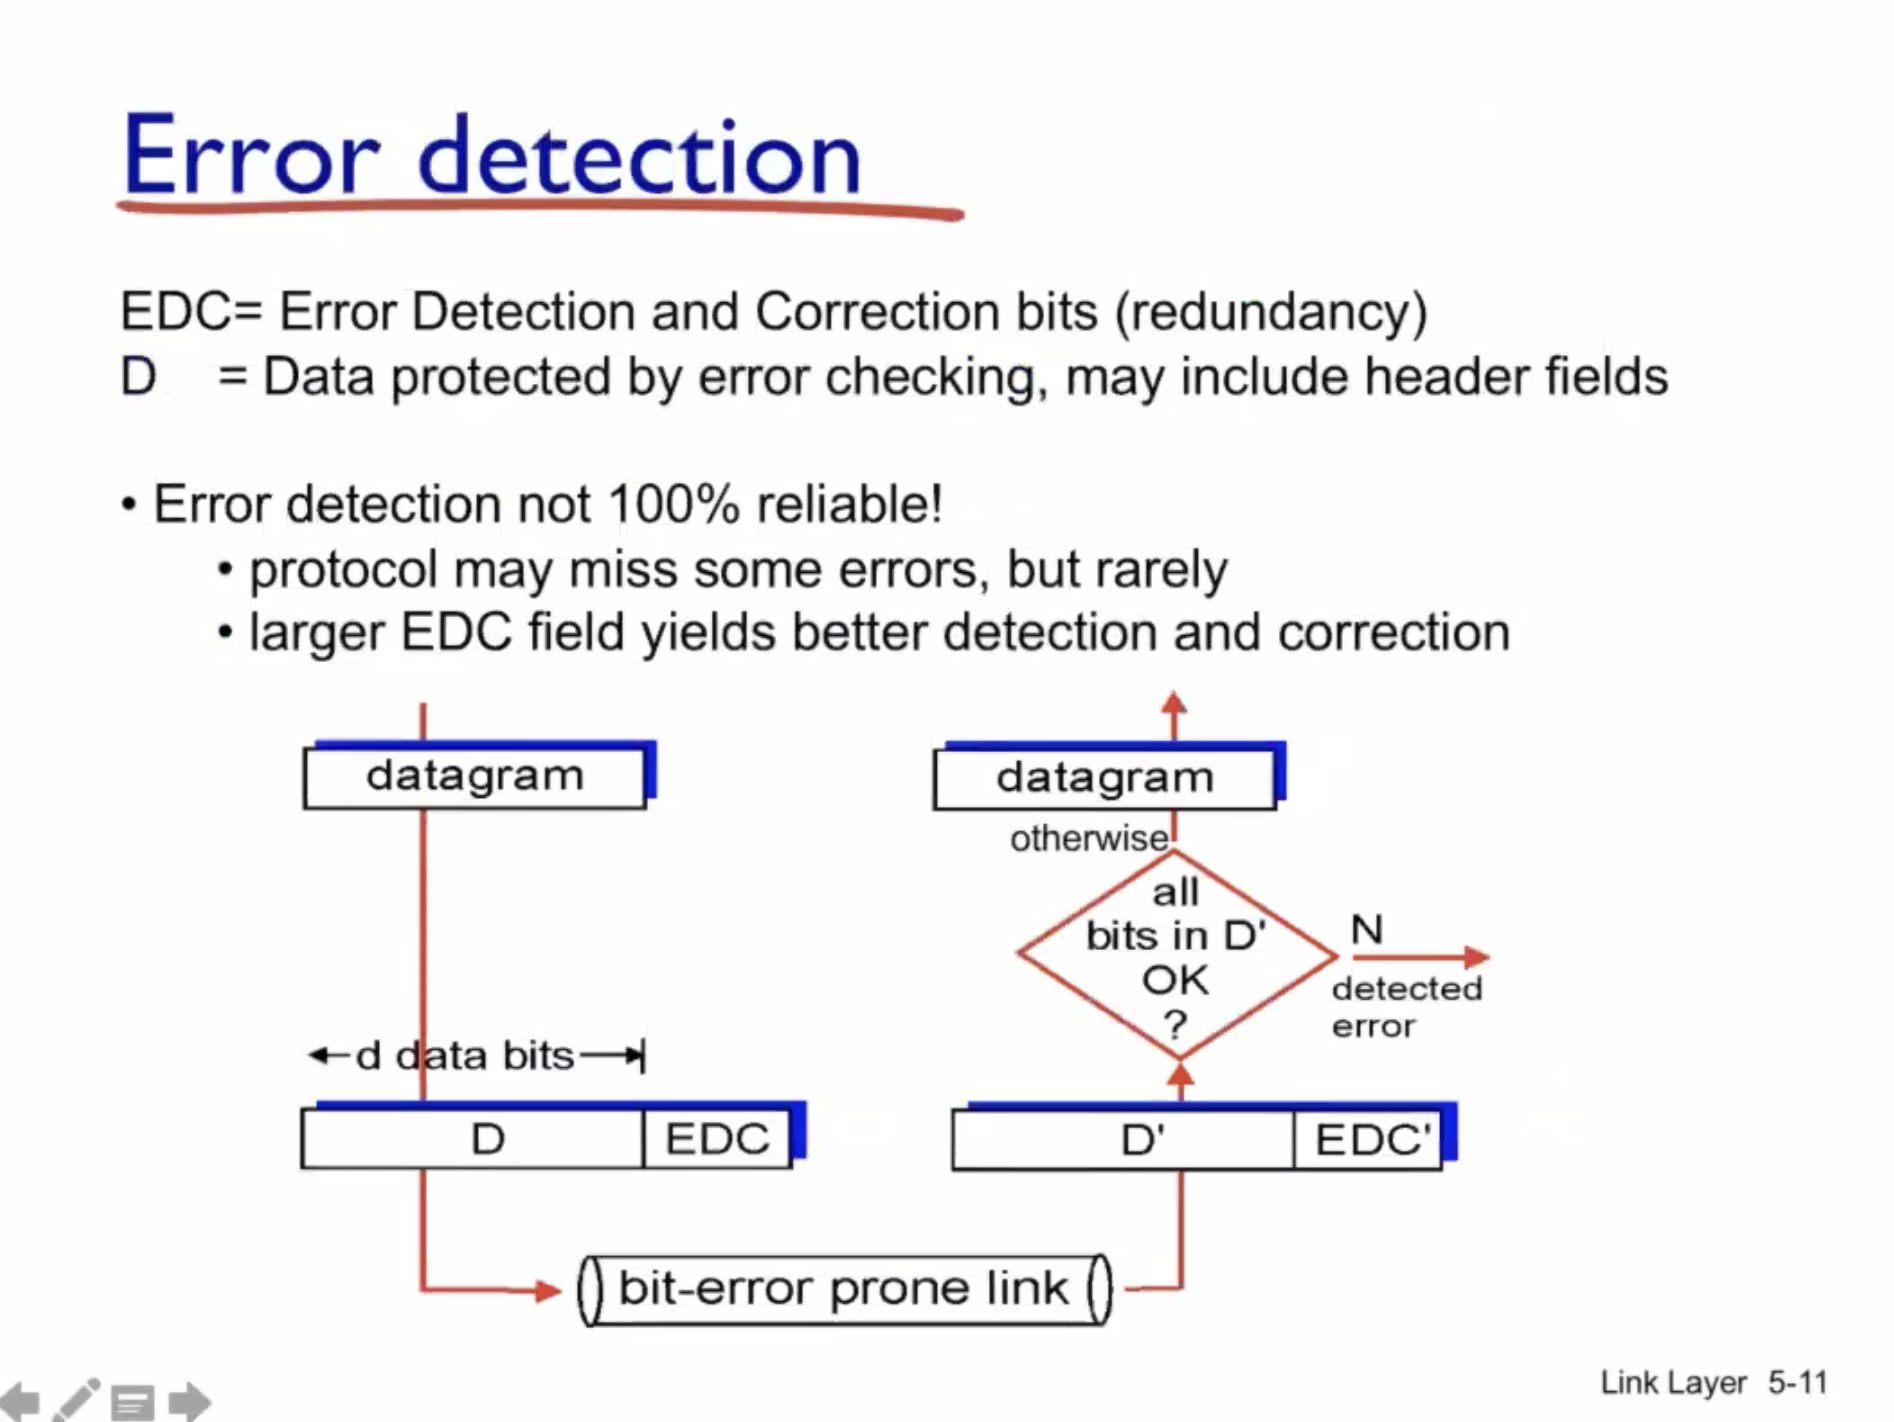 Error detection
EDC= Error Detection and Correction bits (redundancy)
D = Data protected by error checking, may include header fields
• Error detection not 100% reliable!
• protocol may miss some errors, but rarely
• larger EDC field yields better detection and correction
datagram
d data bits
D EDC
bit-error prone link
datagram
otherwise
all
bits in D'
OK
?
N
detected
error
D' EDC'
Link Layer 5-11